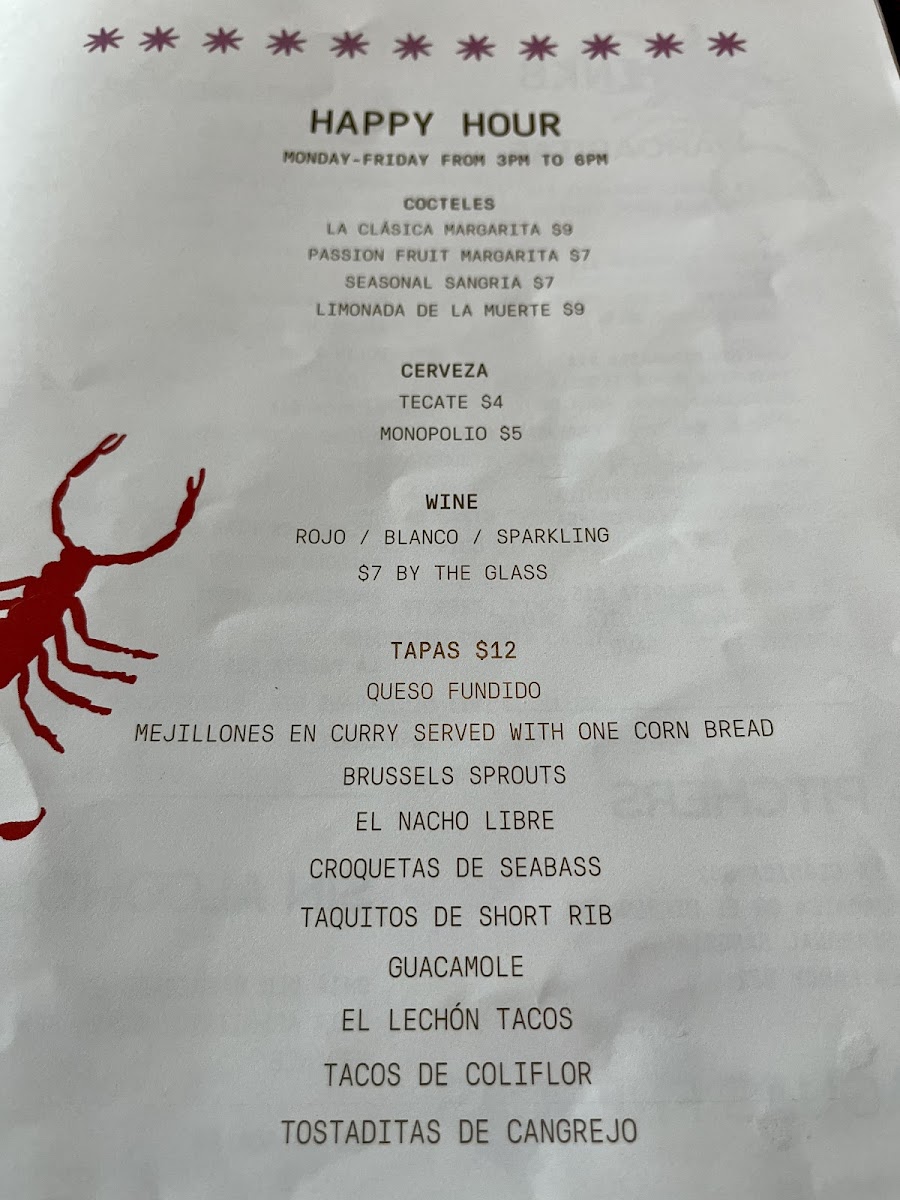 HAPPY HOUR
MONDAY-FRIDAY FROM 3PM TO 6PM
COCTELES
LA CLÁSICA MARGARITA $9
PASSION FRUIT MARGARITA $7
SEASONAL SANGRIA $7
LIMONADA DE LA MUERTE $9
CERVEZA
TECATE $4
MONOPOLIO $5
WINE
ROJO / BLANCO / SPARKLING
$7 BY THE GLASS
TAPAS $12
QUESO FUNDIDO
MEJILLONES EN CURRY SERVED WITH ONE CORN BREAD
BRUSSELS SPROUTS
EL NACHO LIBRE
CROQUETAS DE SEABASS
TAQUITOS DE SHORT RIB
GUACAMOLE
EL LECHÓN TACOS
TACOS DE COLIFLOR
TOSTADITAS DE CANGREJO
PITCHERS